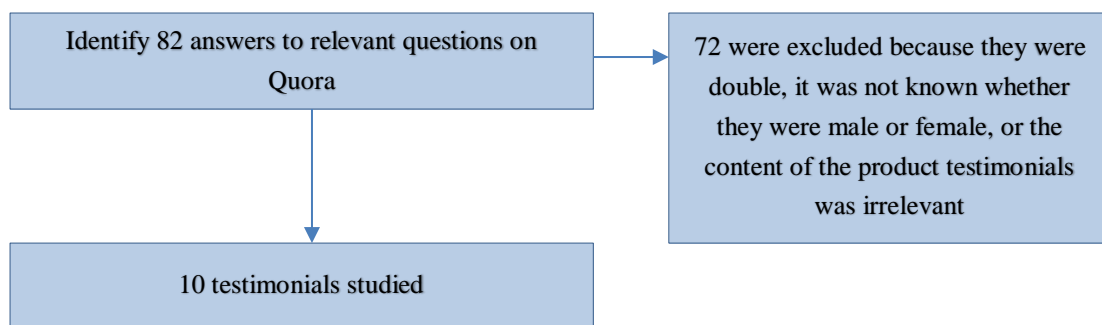 Identify 82 answers to relevant questions on
Quora
72 were excluded because they were
double, it was not known whether
they were male or female, or the
content of the product testimonials
was irrelevant
10 testimonials studied